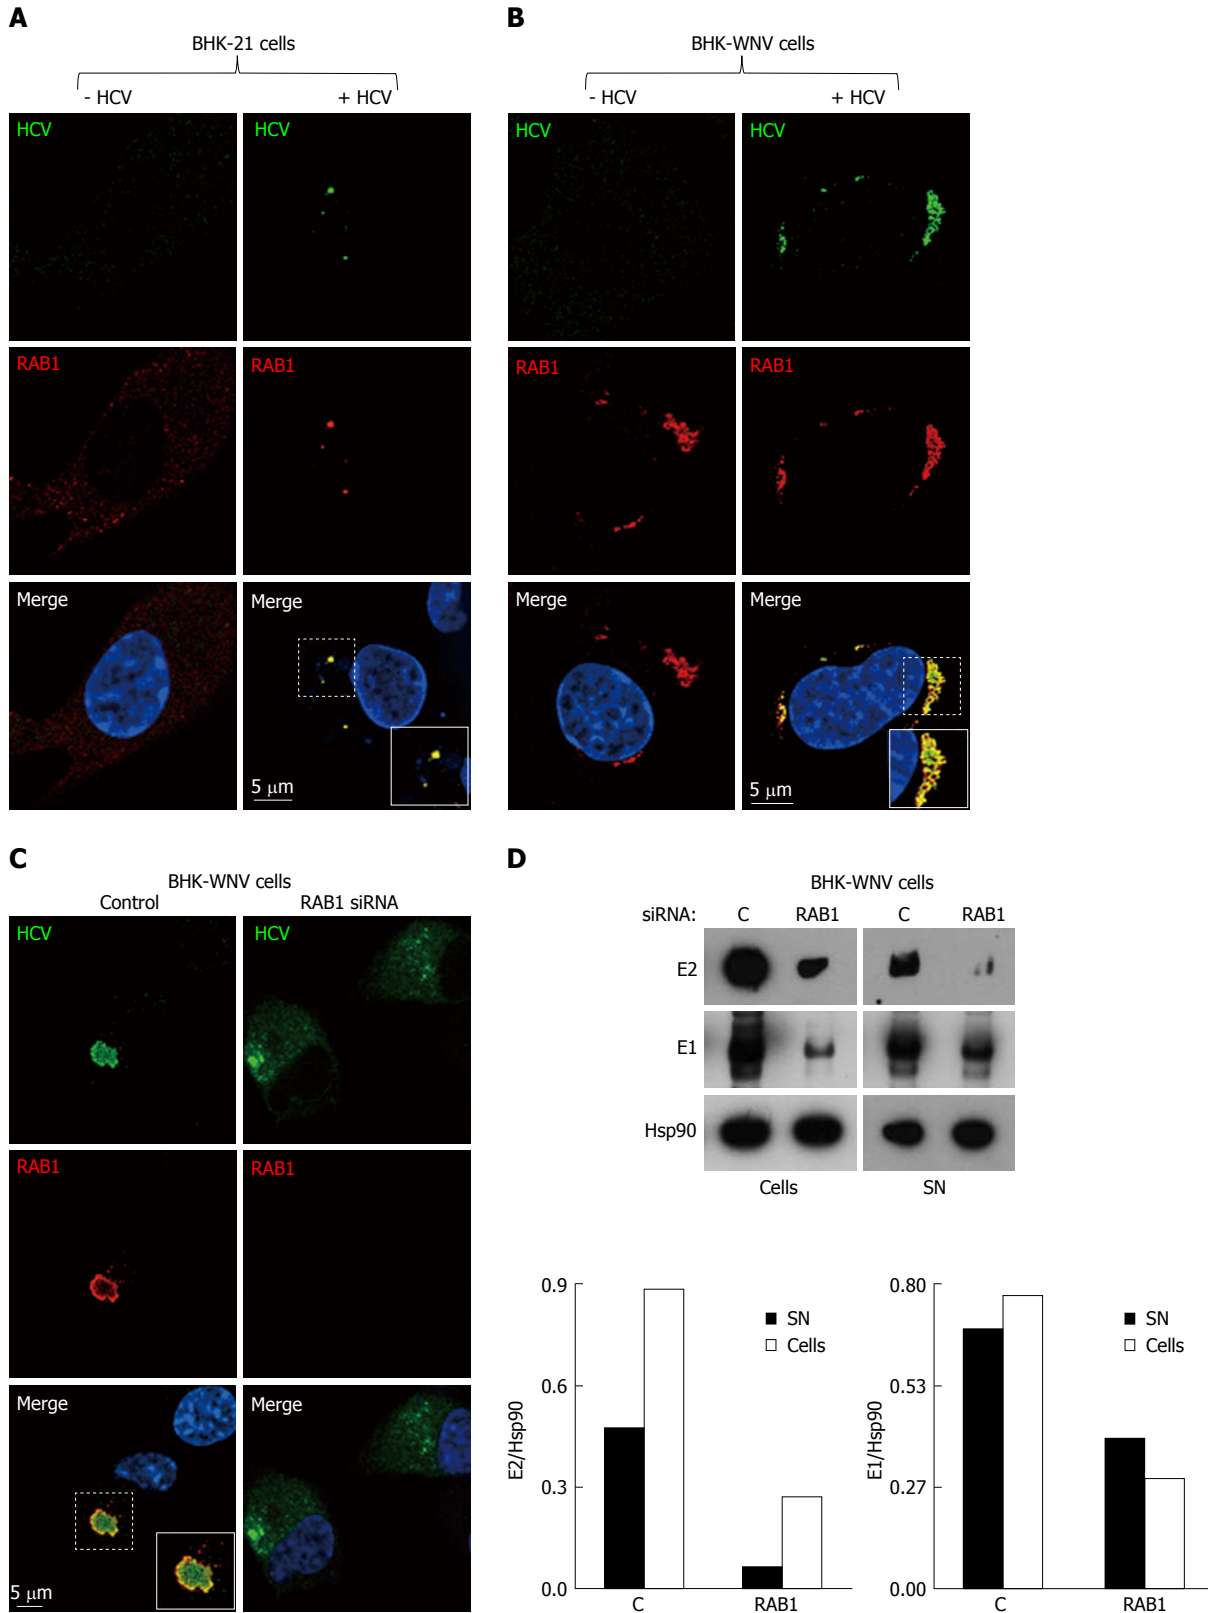 A
BHK-21 cells
- HCV
+ HCV
HCV
HCV
RAB1
RAB1
Merge
Merge
5 μm
B
BHK-WNV cells
- HCV
+ HCV
HCV
HCV
RAB1
RAB1
Merge
Merge
5 μm
C
BHK-WNV cells
Control
RAB1 siRNA
HCV
HCV
RAB1
RAB1
Merge
Merge
5 μm
D
BHK-WNV cells
siRNA: C RAB1 C RAB1
E2
E1
Hsp90
Cells SN
0.9
0.6
0.3
0.0
E2/Hsp90
SN
Cells
C RAB1
0.80
0.53
0.27
0.00
E1/Hsp90
SN
Cells
C RAB1